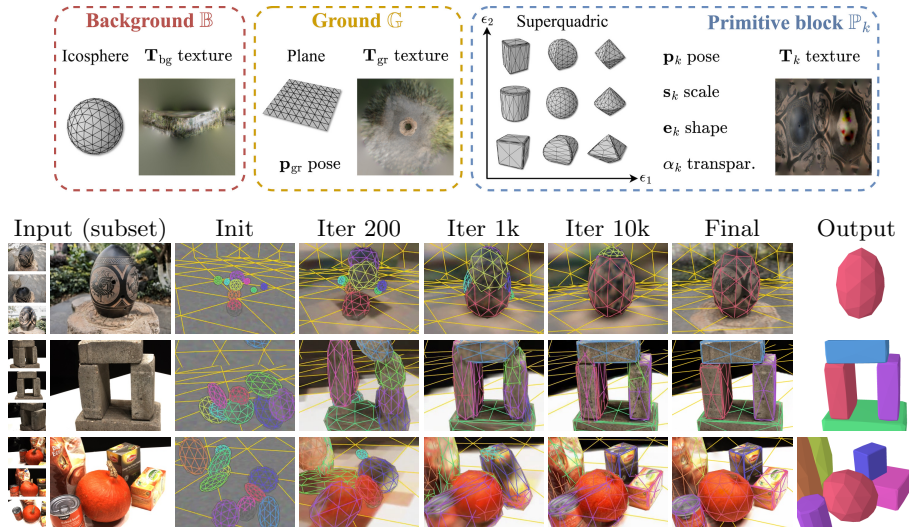 Background 𝔹
Icosphere
T_bg texture
Ground 𝔾
Plane
T_gr texture
p_gr pose
Primitive block ℙ_k
ϵ_2
Superquadric
ϵ_1
p_k pose
s_k scale
e_k shape
α_k transpar.
T_k texture
Input (subset) Init Iter 200 Iter 1k Iter 10k Final Output